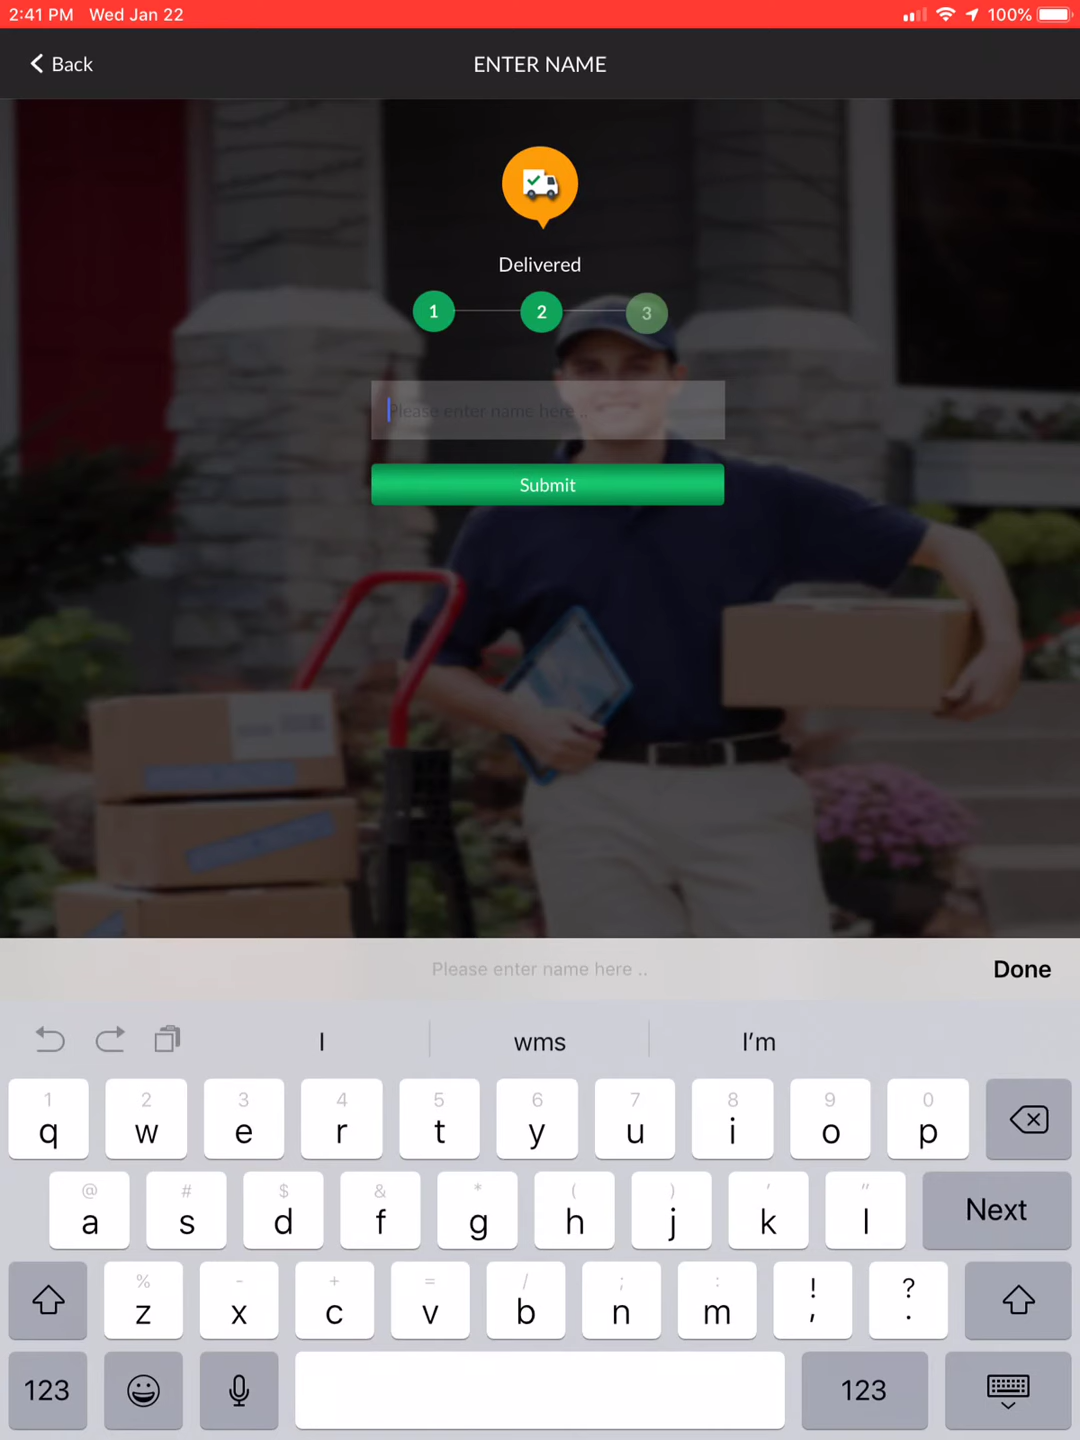 2:41 PM Wed Jan 22 100%
Back ENTER NAME
Delivered
1 2 3
Please enter name here ..
Submit
Please enter name here .. Done
I wms I'm
1 2 3 4 5 6 7 8 9 0
q w e r t y u i o p
@ # $ & * ( ) ' "
a s d f g h j k l Next
% - + = / ; : ! ?
z x c v b n m , .
123 123